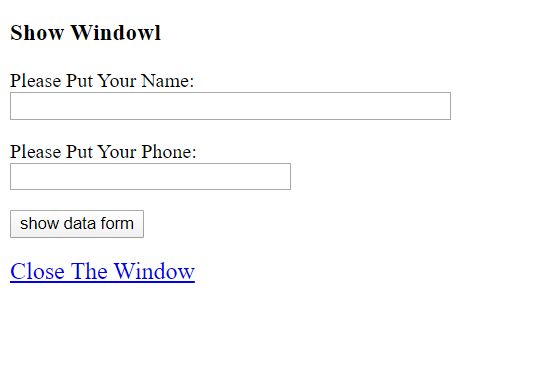 Show Windowl
Please Put Your Name:
Please Put Your Phone:
show data form
Close The Window